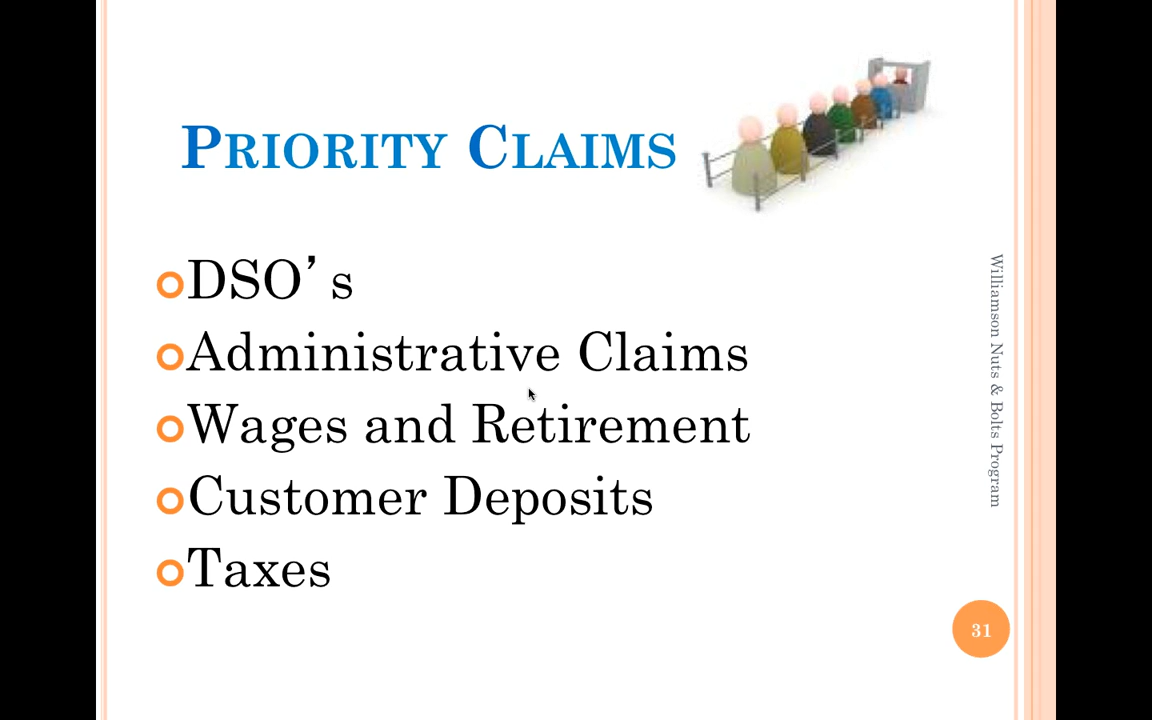 PRIORITY CLAIMS
DSO’s
Administrative Claims
Wages and Retirement
Customer Deposits
Taxes
Williamson Nuts & Bolts Program
31